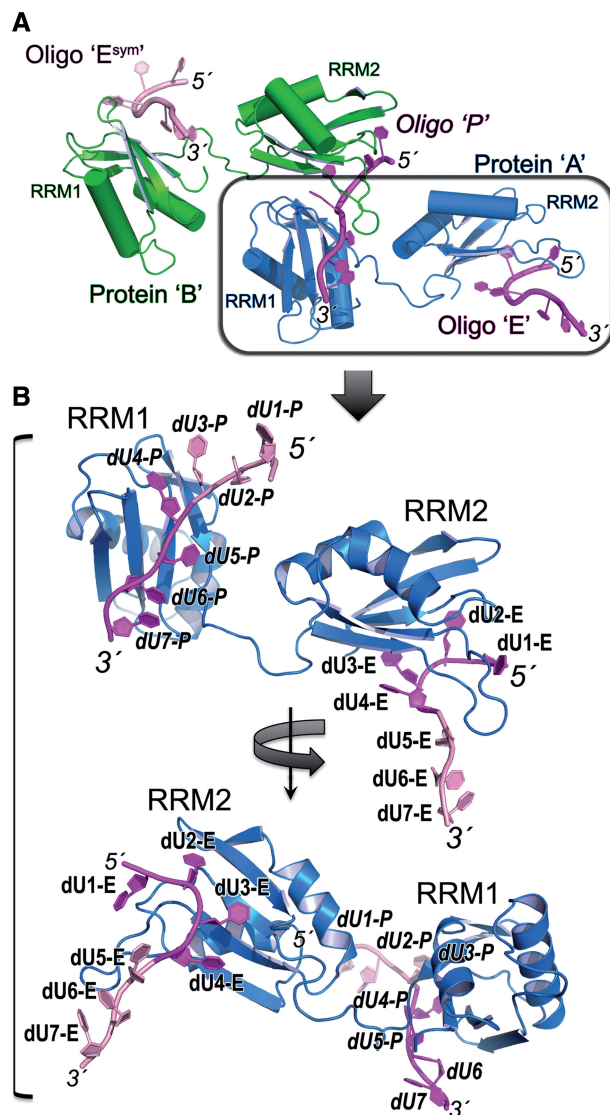 A
Oligo ‘Esym’
5´
3´
RRM1
Protein ‘B’
RRM2
Oligo ‘P’
5´
Protein ‘A’
RRM2
RRM1
3´
5´
Oligo ‘E’
3´
B
RRM1
dU3-P
dU1-P
dU4-P
5´
dU2-P
RRM2
dU5-P
dU6-P
dU7-P
3´
dU2-E
dU1-E
dU3-E
5´
dU4-E
dU5-E
dU6-E
dU7-E
3´
RRM2
dU2-E
5´
dU1-E
dU3-E
RRM1
dU1-P
5´
dU2-P
dU3-P
dU5-E
dU4-E
dU4-P
dU6-E
dU5-P
dU7-E
dU6
3´
dU7
3´